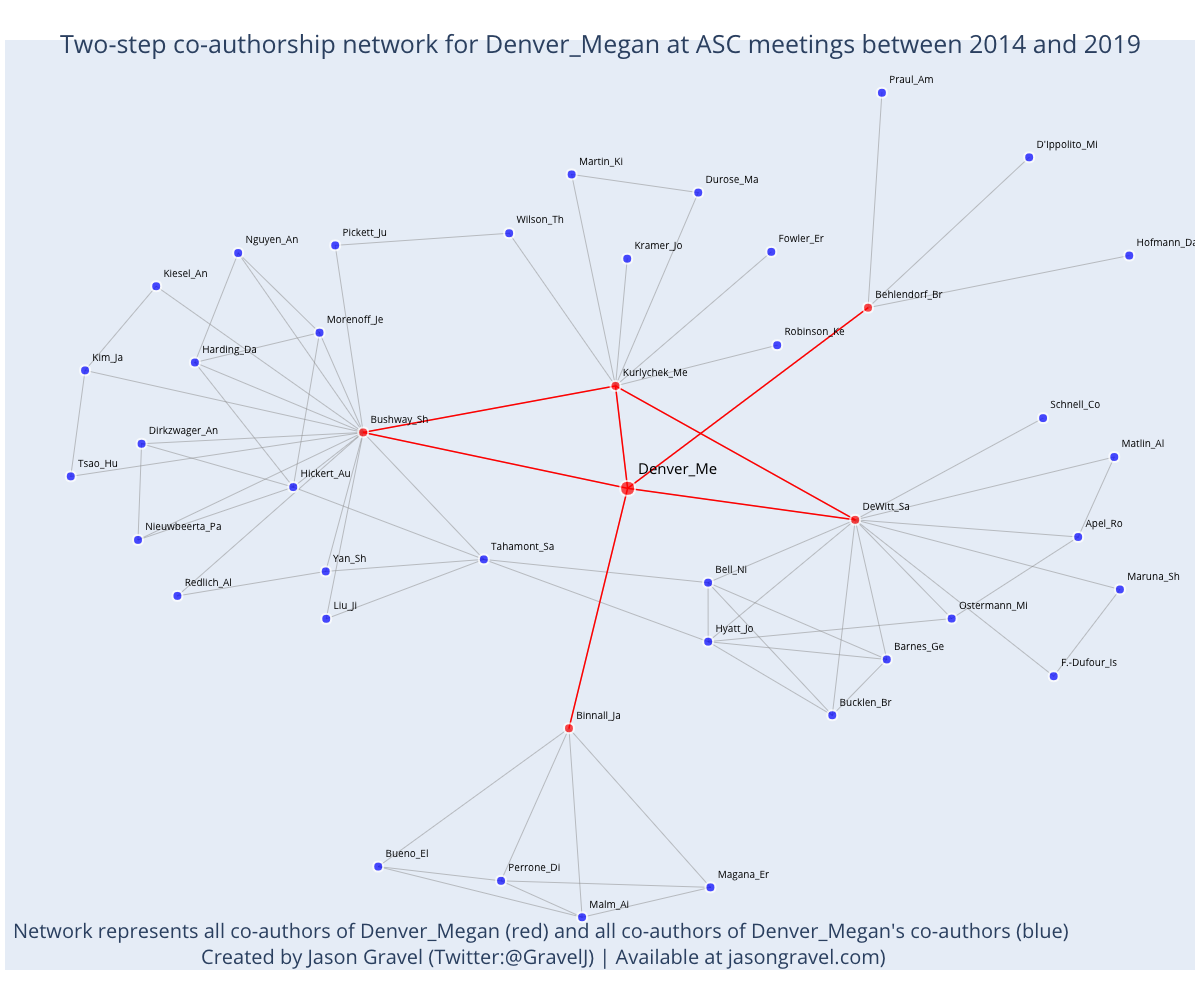 Two-step co-authorship network for Denver_Megan at ASC meetings between 2014 and 2019
Praul_Am
D'Ippolito_Mi
Martin_Ki
Durose_Ma
Wilson_Th
Pickett_Ju
Nguyen_An
Kramer_Jo
Fowler_Er
Hofmann_Da
Kiesel_An
Behlendorf_Br
Morenoff_Je
Robinson_Ke
Harding_Da
Kim_Ja
Kurlychek_Me
Schnell_Co
Bushway_Sh
Dirkzwager_An
Matlin_Al
Tsao_Hu
Denver_Me
Hickert_Au
DeWitt_Sa
Nieuwbeerta_Pa
Apel_Ro
Tahamont_Sa
Yan_Sh
Bell_Ni
Redlich_Al
Maruna_Sh
Liu_Ji
Ostermann_Mi
Hyatt_Jo
Barnes_Ge
F.-Dufour_Is
Bucklen_Br
Binnall_Ja
Bueno_El
Perrone_Di
Magana_Er
Malm_Ai
Network represents all co-authors of Denver_Megan (red) and all co-authors of Denver_Megan's co-authors (blue)
Created by Jason Gravel (Twitter:@GravelJ) | Available at jasongravel.com)